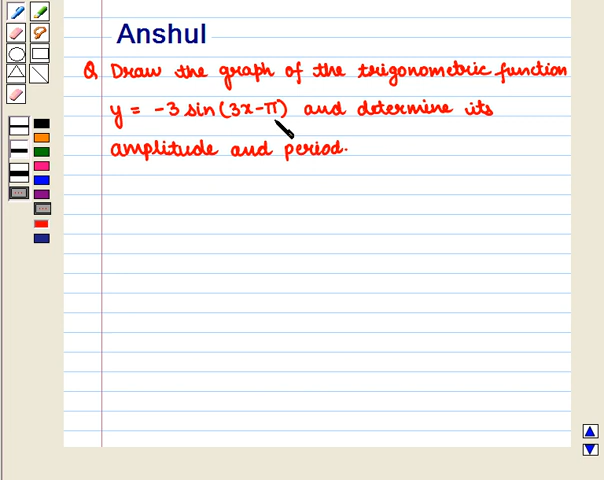 Anshul
Q Draw the graph of the trigonometric function
y = -3 sin (3x-π) and determine its
amplitude and period.